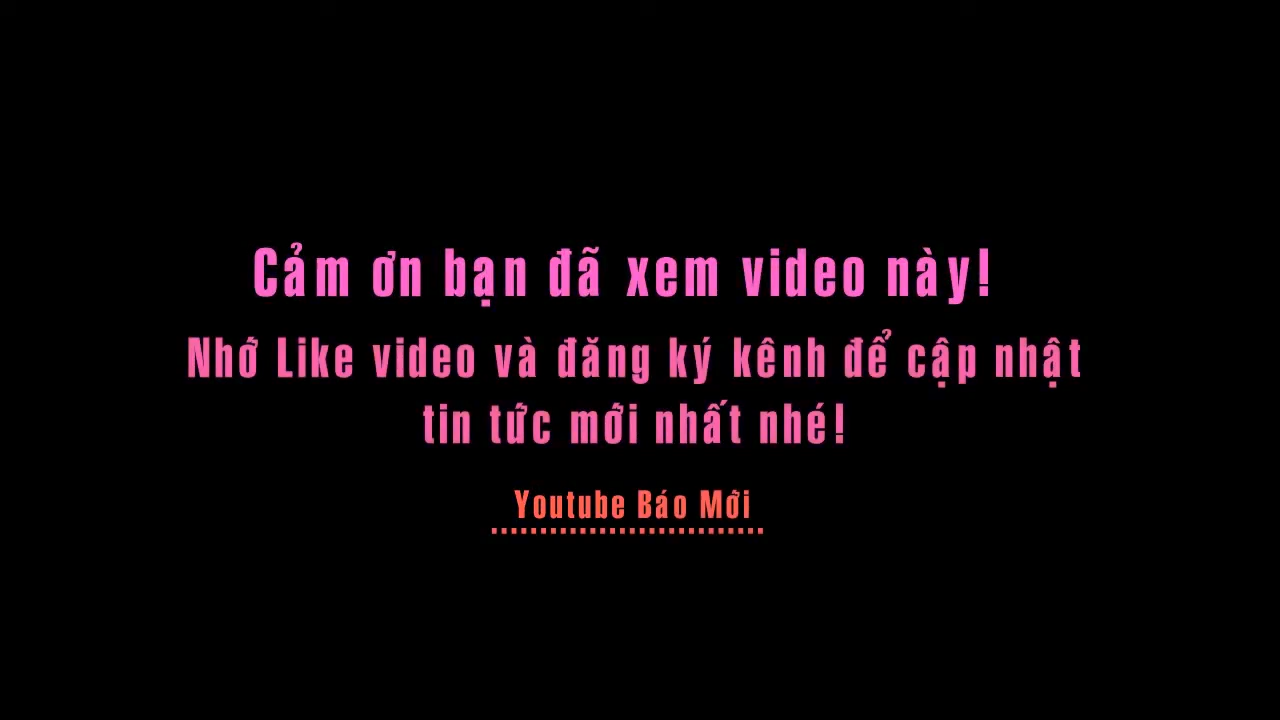 Cảm ơn bạn đã xem video này!
Nhớ Like video và đăng ký kênh để cập nhật
tin tức mới nhất nhé!
Youtube Báo Mới